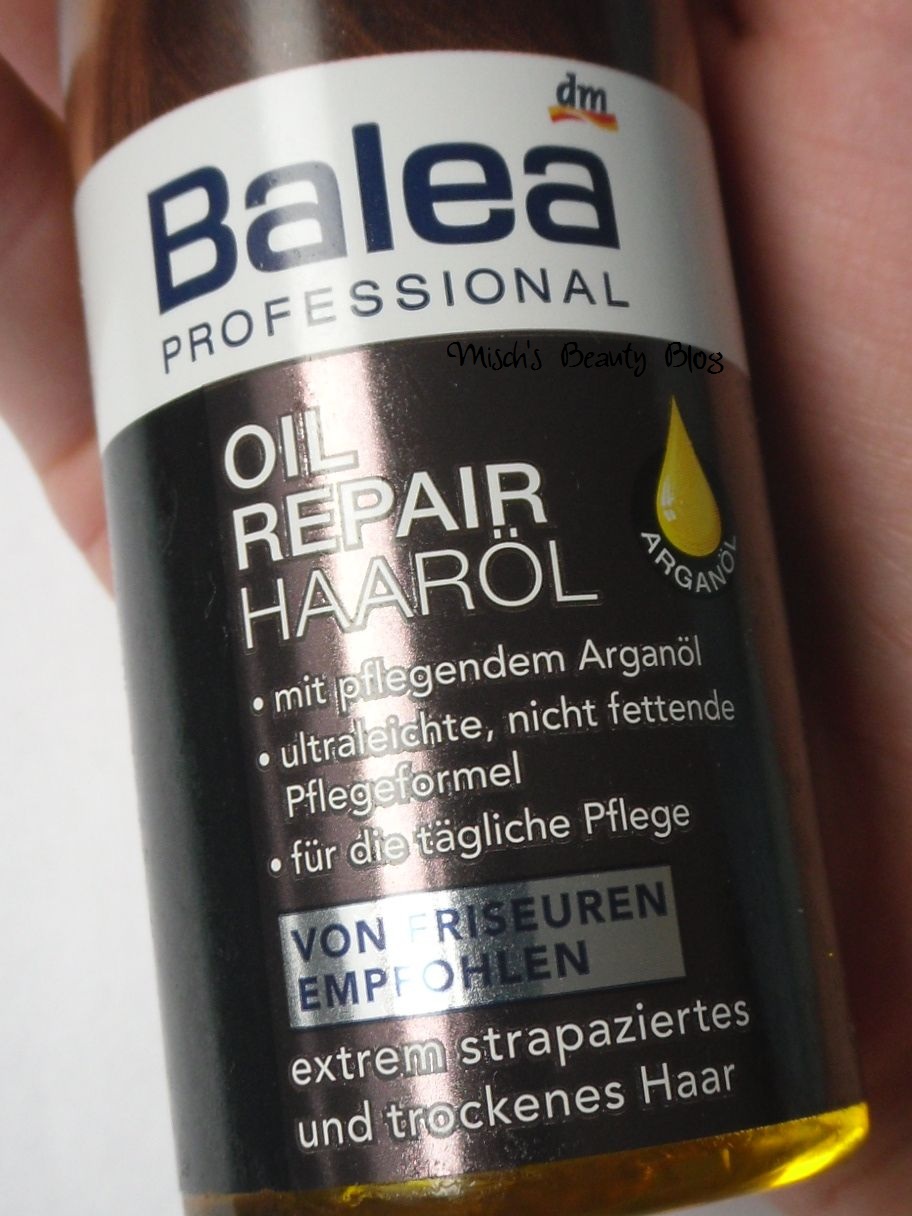 dm
Balea
PROFESSIONAL
Misch's Beauty Blog
OIL
REPAIR
HAARÖL
ARGANÖL
• mit pflegendem Arganöl
• ultraleichte, nicht fettende
Pflegeformel
• für die tägliche Pflege
VON FRISEUREN
EMPFOHLEN
extrem strapaziertes
und trockenes Haar